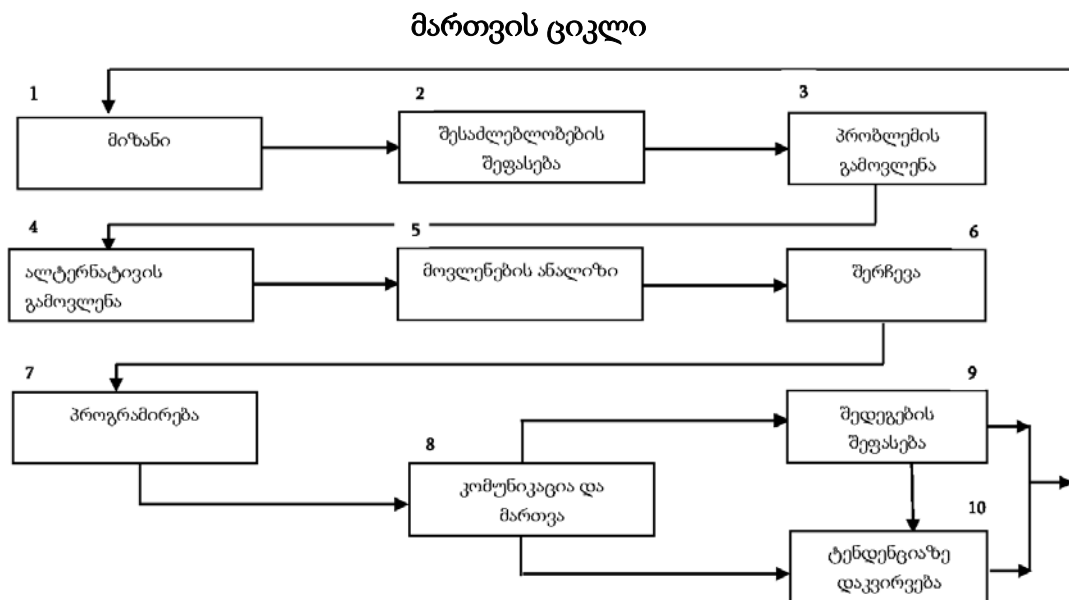 მართვის ციკლი
1
მიზანი
2
შესაძლებლობების
შეფასება
3
პრობლემის
გამოვლენა
4
ალტერნატივის
გამოვლენა
5
მოვლენების ანალიზი
6
შერჩევა
7
პროგრამირება
8
კომუნიკაცია და
მართვა
9
შედეგების
შეფასება
10
ტენდენციაზე
დაკვირვება